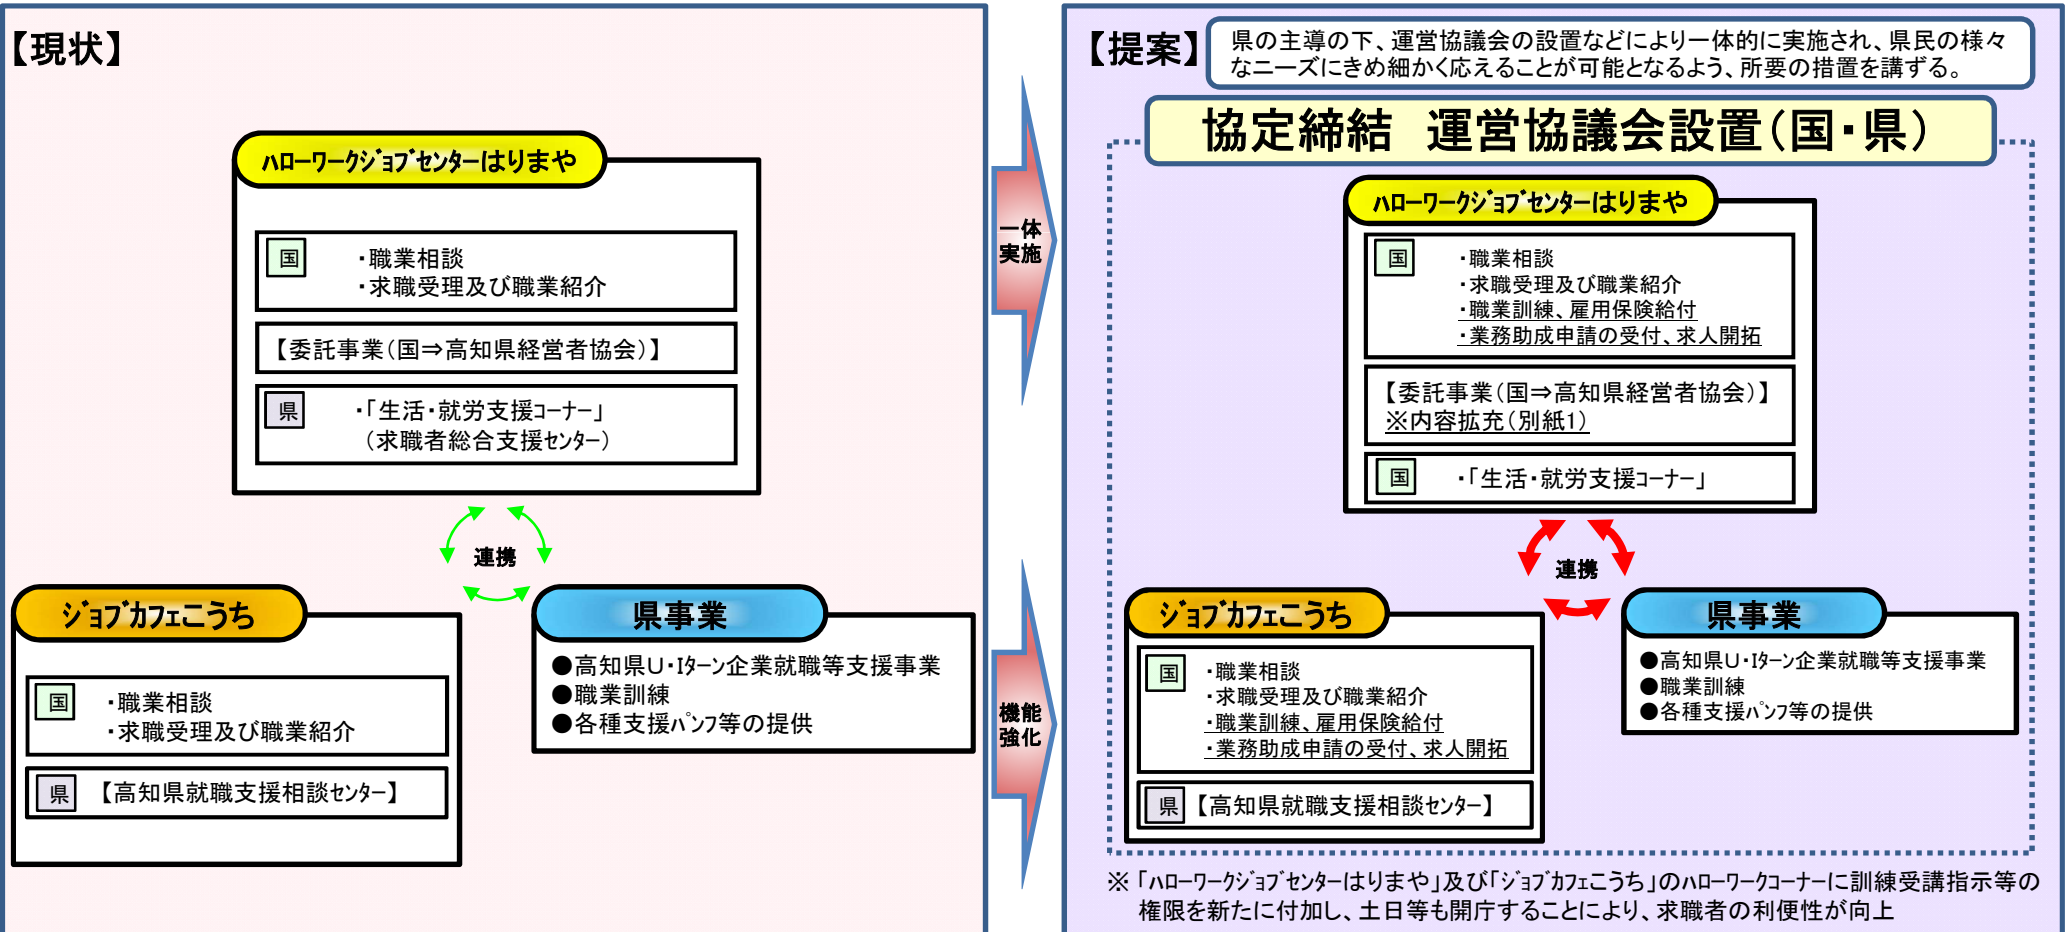 【現状】
ﾊﾛｰﾜｰｸｼﾞｮﾌﾞｾﾝﾀｰはりまや
国
・職業相談
・求職受理及び職業紹介
【委託事業（国⇒高知県経営者協会）】
県
・「生活・就労支援ｺｰﾅｰ」
（求職者総合支援ｾﾝﾀｰ）
連携
ｼﾞｮﾌﾞｶﾌｪこうち
国
・職業相談
・求職受理及び職業紹介
県
【高知県就職支援相談ｾﾝﾀｰ】
県事業
●高知県Ｕ・Iﾀｰﾝ企業就職等支援事業
●職業訓練
●各種支援ﾊﾟﾝﾌ等の提供
一体
実施
機能
強化
【提案】
県の主導の下、運営協議会の設置などにより一体的に実施され、県民の様々
なニーズにきめ細かく応えることが可能となるよう、所要の措置を講ずる。
協定締結　運営協議会設置（国・県）
ﾊﾛｰﾜｰｸｼﾞｮﾌﾞｾﾝﾀｰはりまや
国
・職業相談
・求職受理及び職業紹介
・職業訓練、雇用保険給付
・業務助成申請の受付、求人開拓
【委託事業（国⇒高知県経営者協会）】
※内容拡充（別紙1）
国
・「生活・就労支援ｺｰﾅｰ」
連携
ｼﾞｮﾌﾞｶﾌｪこうち
国
・職業相談
・求職受理及び職業紹介
・職業訓練、雇用保険給付
・業務助成申請の受付、求人開拓
県
【高知県就職支援相談ｾﾝﾀｰ】
県事業
●高知県Ｕ・Iﾀｰﾝ企業就職等支援事業
●職業訓練
●各種支援ﾊﾟﾝﾌ等の提供
※「ﾊﾛｰﾜｰｸｼﾞｮﾌﾞｾﾝﾀｰはりまや」及び「ｼﾞｮﾌﾞｶﾌｪこうち」のﾊﾛｰﾜｰｸｺｰﾅｰに訓練受講指示等の
権限を新たに付加し、土日等も開庁することにより、求職者の利便性が向上